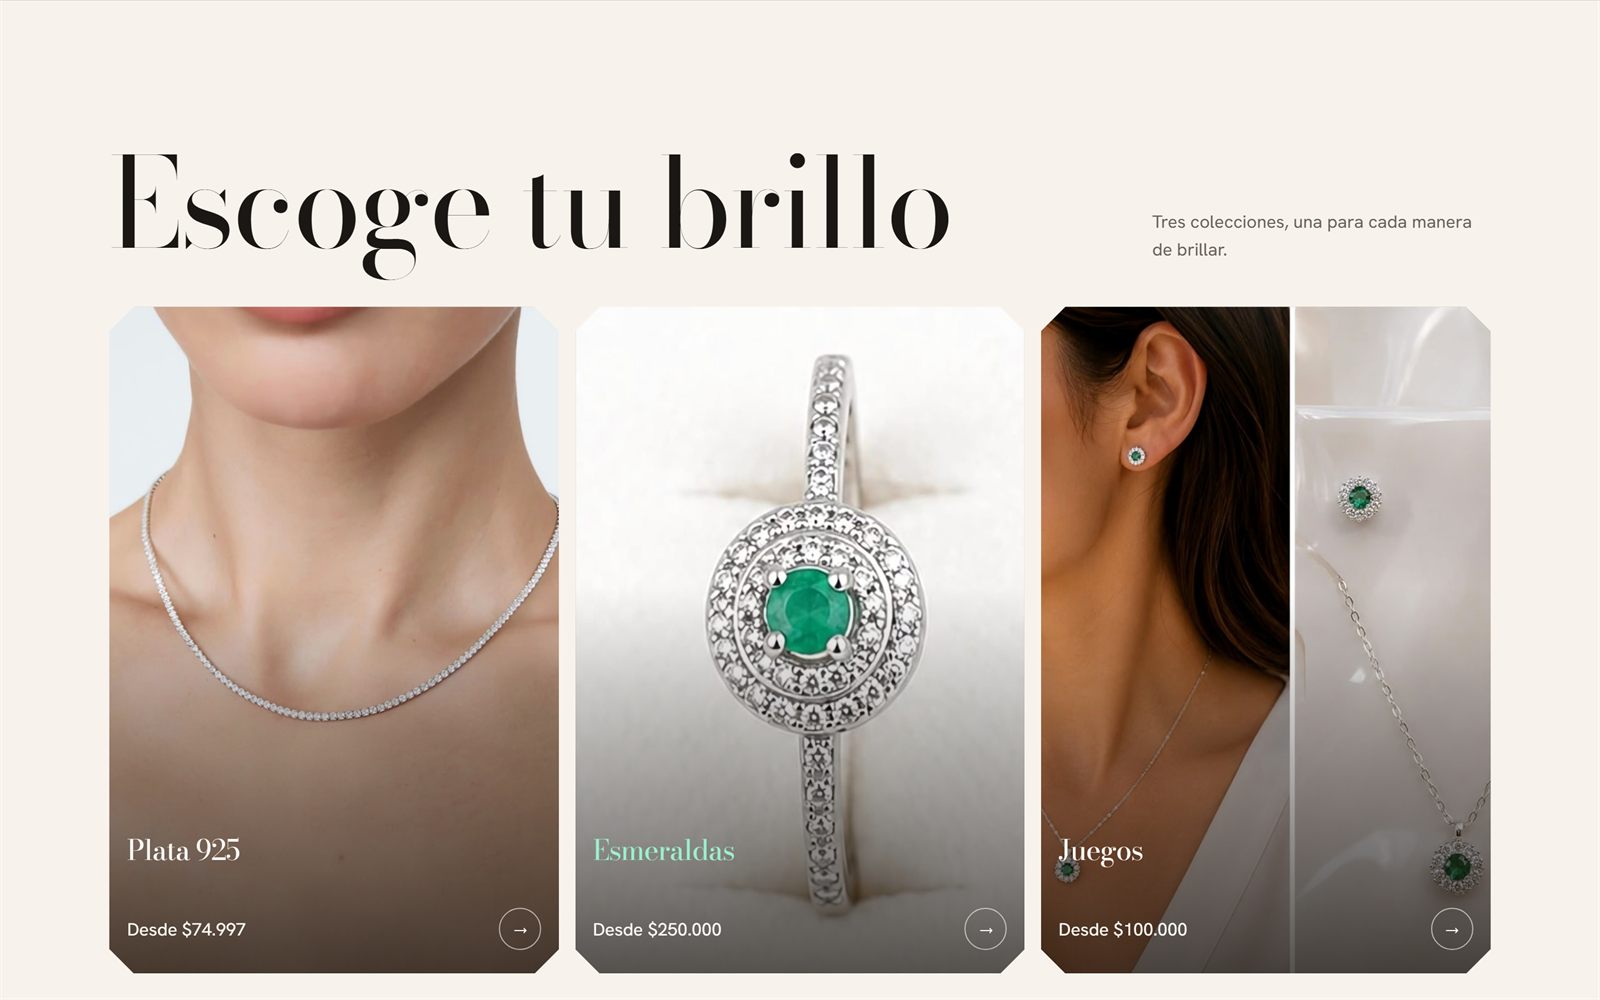 Escoge tu brillo
Tres colecciones, una para cada manera
de brillar.
Plata 925
Desde $74.997 →
Esmeraldas
Desde $250.000 →
Juegos
Desde $100.000 →